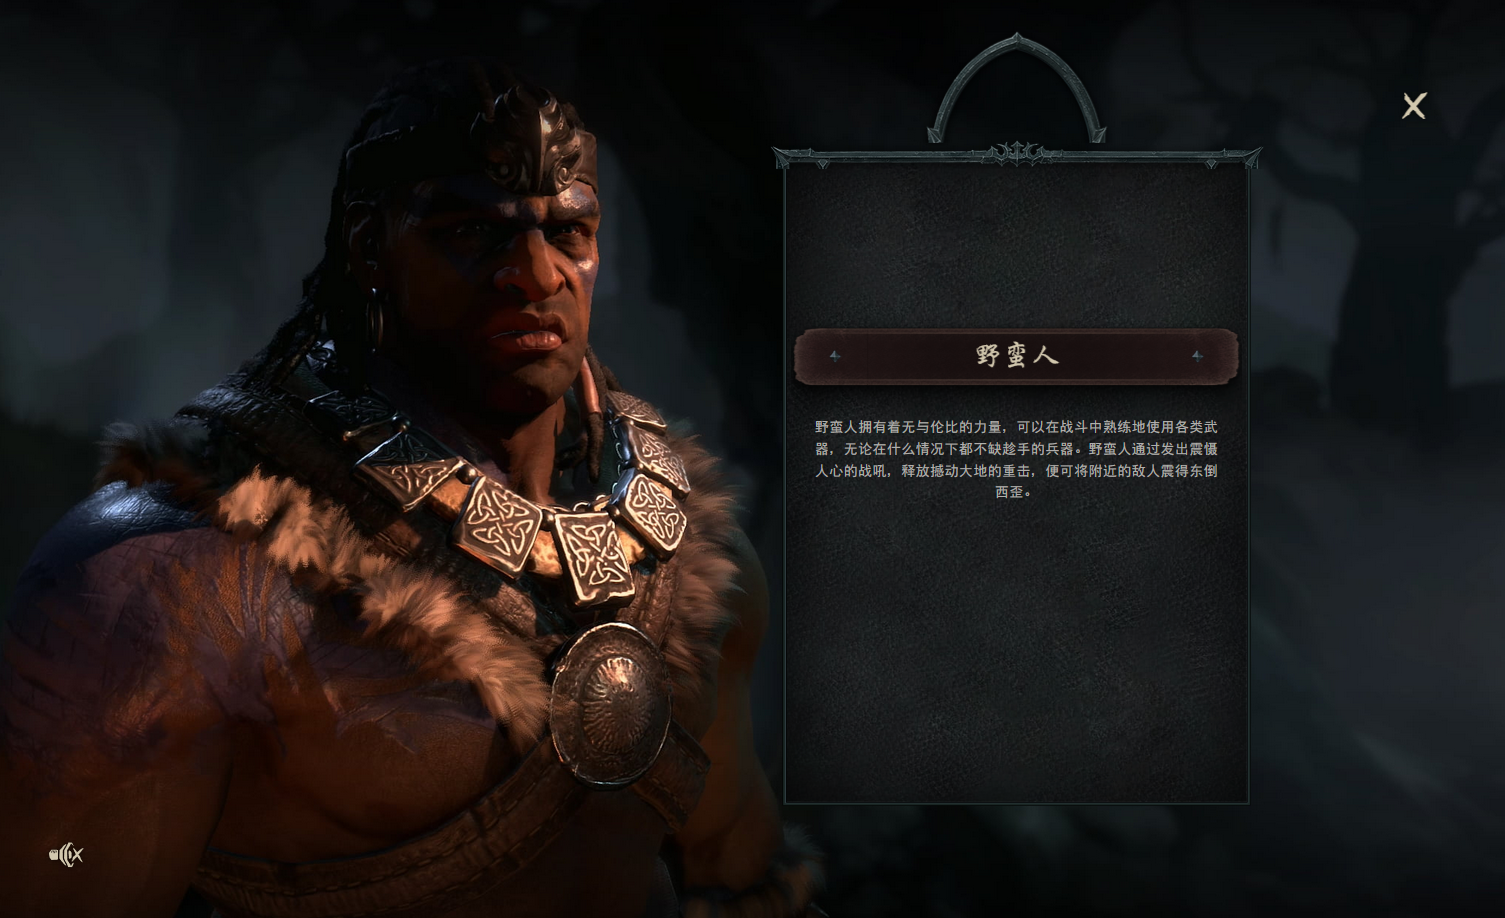 野蛮人
野蛮人拥有着无与伦比的力量，可以在战斗中熟练地使用各类武
器，无论在什么情况下都不缺趁手的兵器。野蛮人通过发出震慑
人心的战吼，释放撼动大地的重击，便可将附近的敌人震得东倒
西歪。